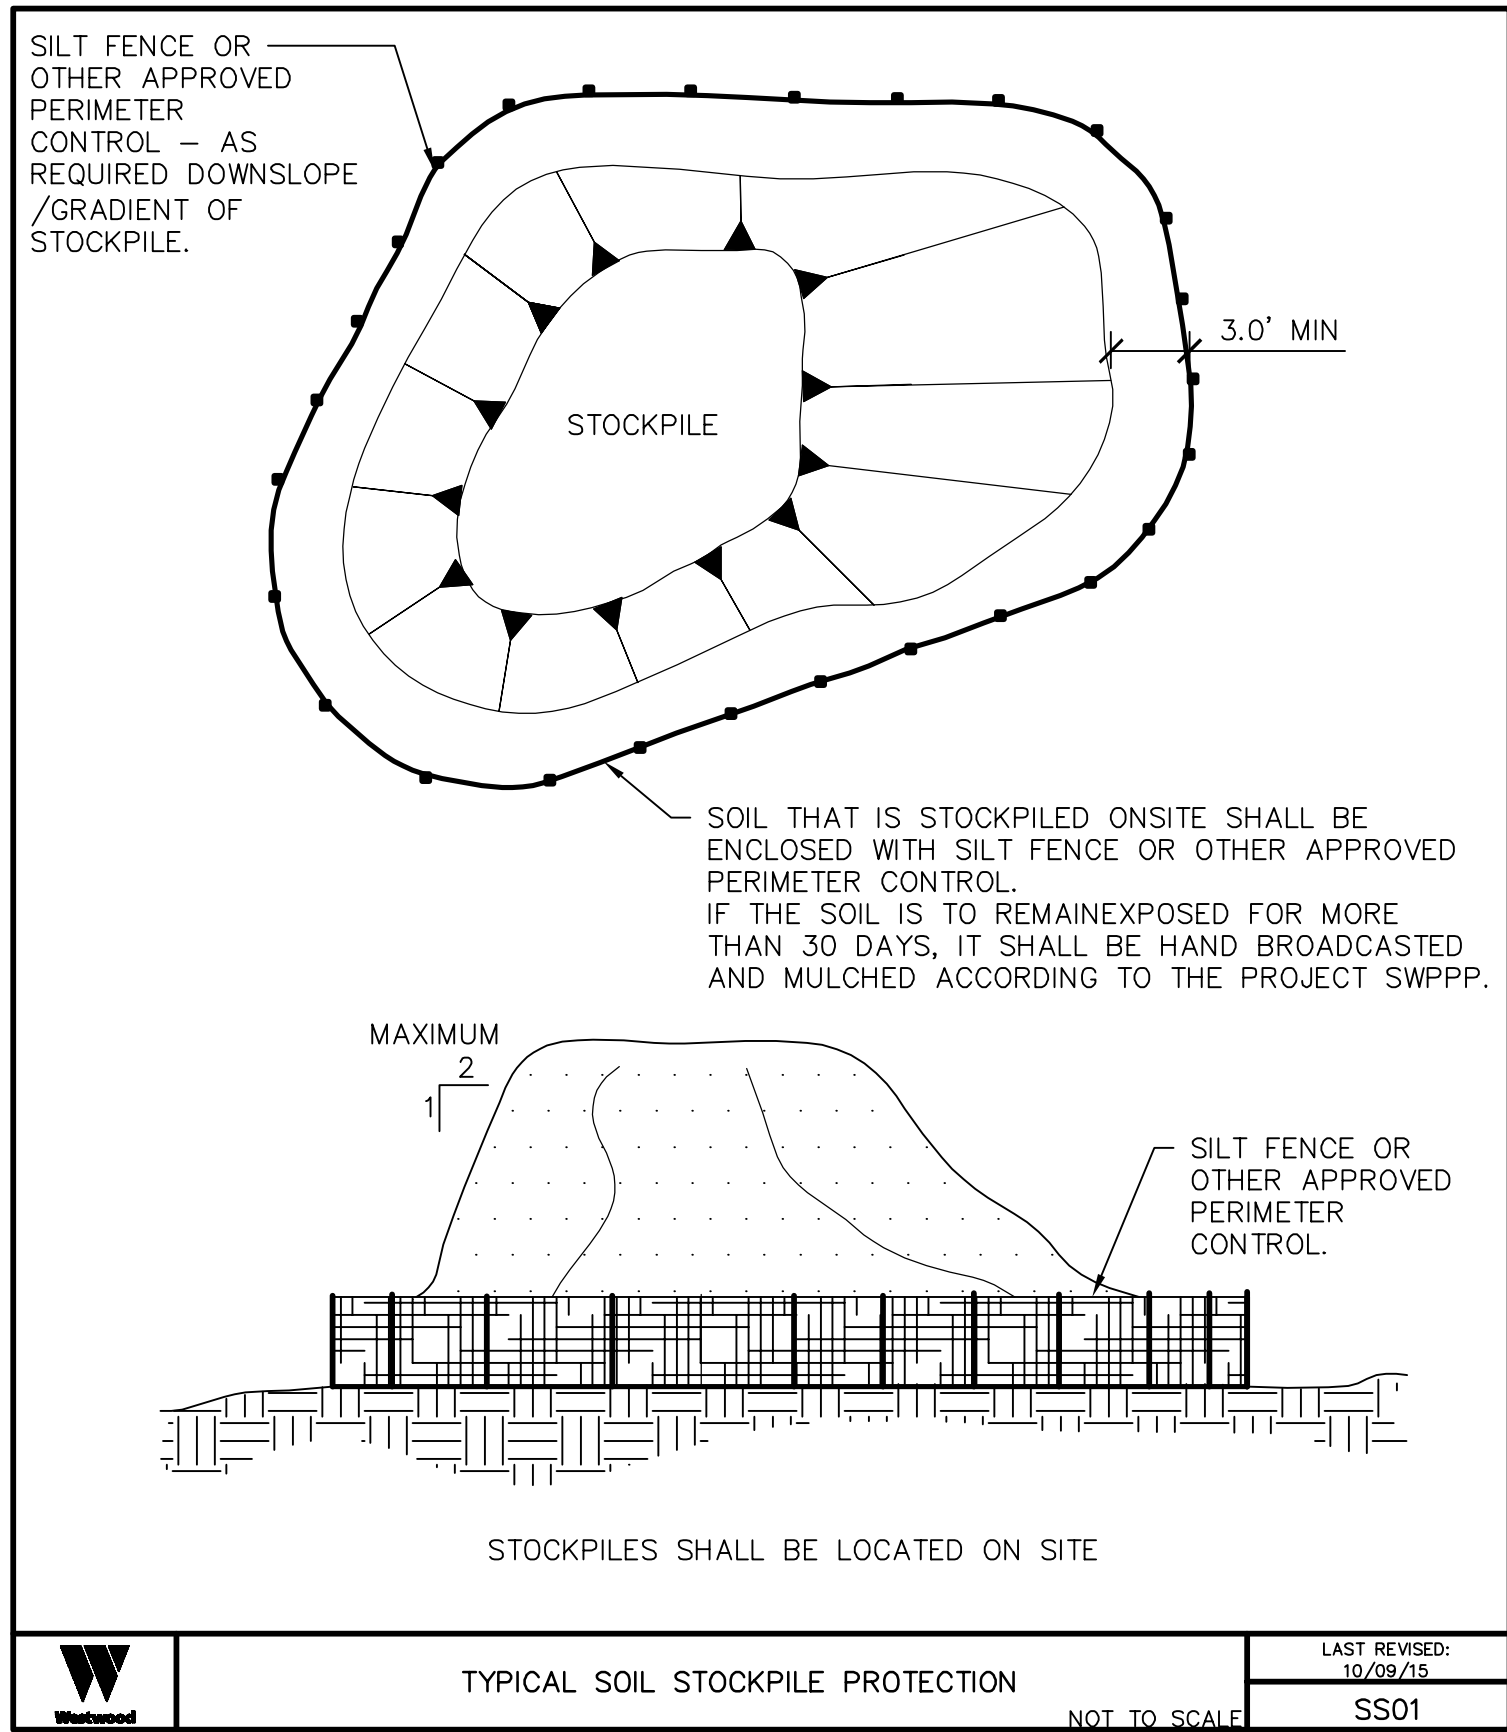 SILT FENCE OR
OTHER APPROVED
PERIMETER
CONTROL – AS
REQUIRED DOWNSLOPE
/GRADIENT OF
STOCKPILE.
3.0' MIN
STOCKPILE
SOIL THAT IS STOCKPILED ONSITE SHALL BE
ENCLOSED WITH SILT FENCE OR OTHER APPROVED
PERIMETER CONTROL.
IF THE SOIL IS TO REMAINEXPOSED FOR MORE
THAN 30 DAYS, IT SHALL BE HAND BROADCASTED
AND MULCHED ACCORDING TO THE PROJECT SWPPP.
MAXIMUM
2
1
SILT FENCE OR
OTHER APPROVED
PERIMETER
CONTROL.
STOCKPILES SHALL BE LOCATED ON SITE
Westwood
TYPICAL SOIL STOCKPILE PROTECTION
NOT TO SCALE
LAST REVISED:
10/09/15
SS01